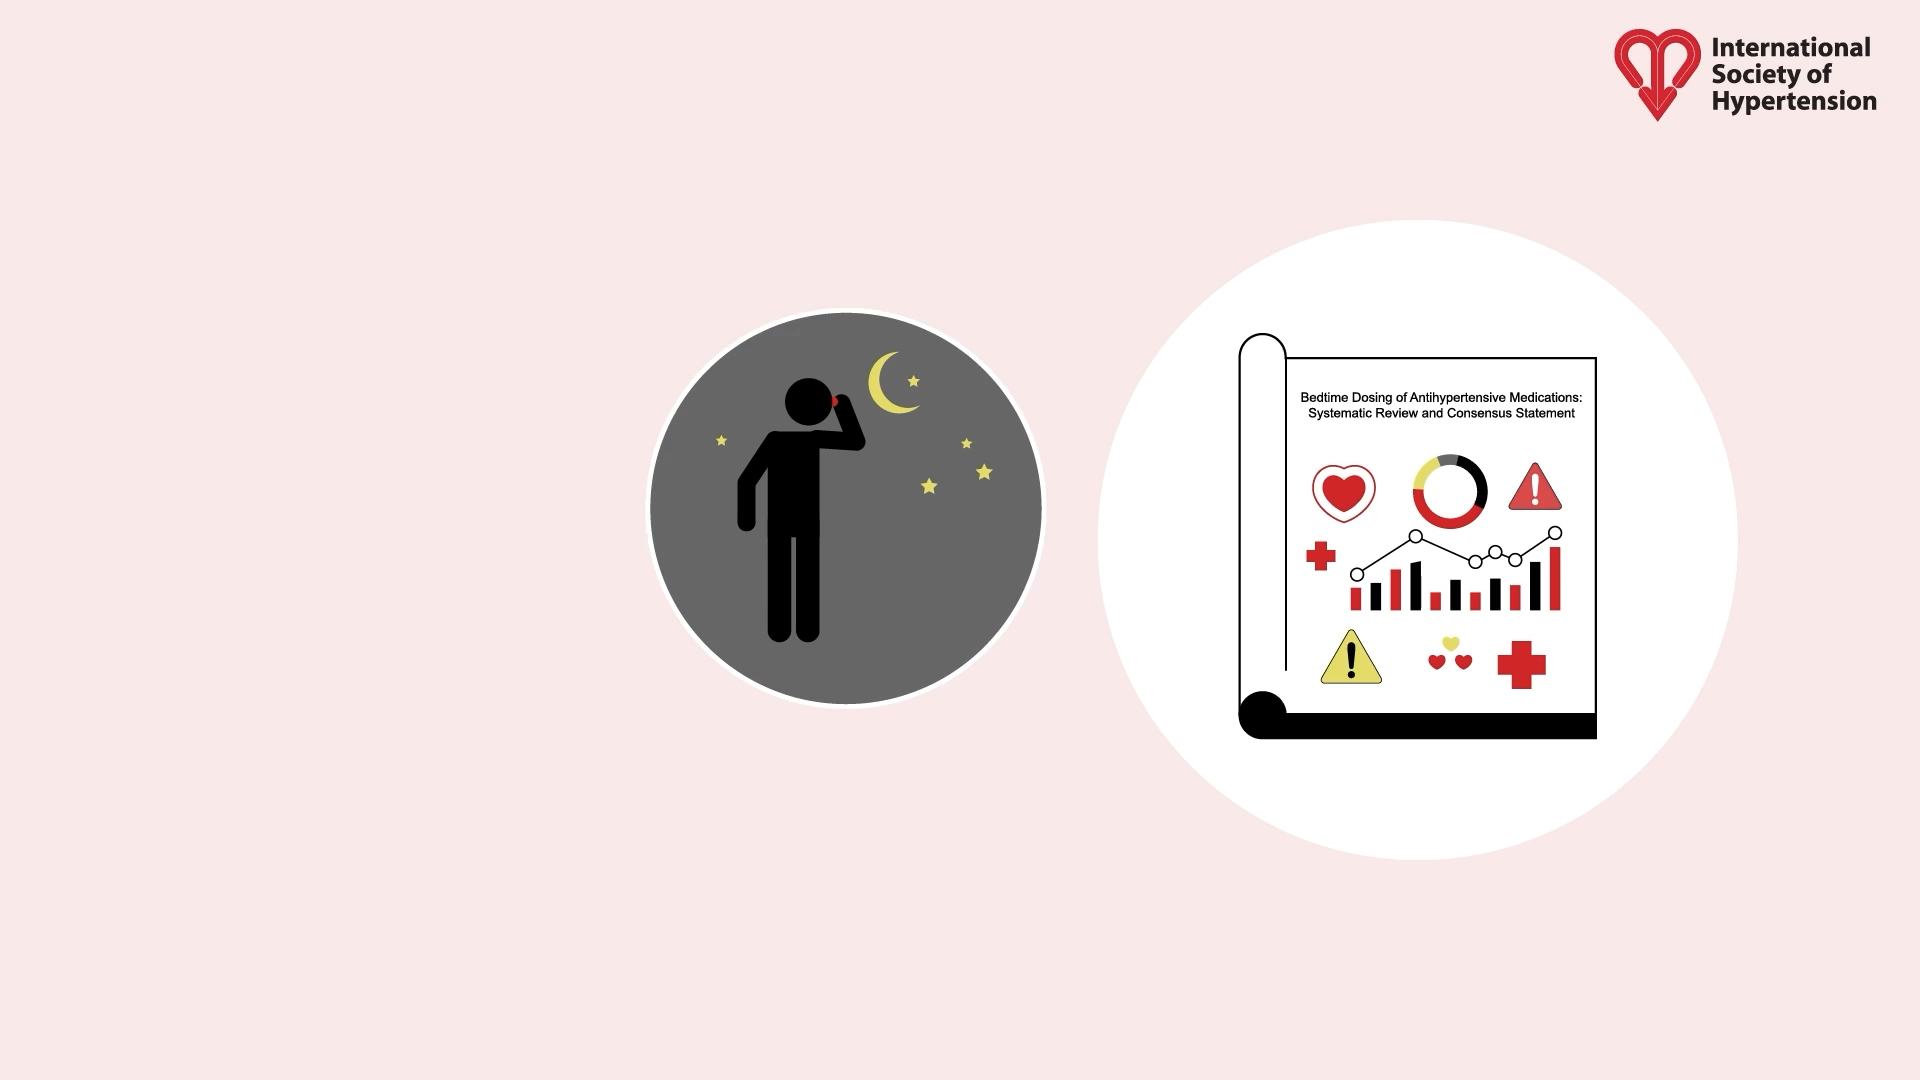 International
Society of
Hypertension
Bedtime Dosing of Antihypertensive Medications:
Systematic Review and Consensus Statement